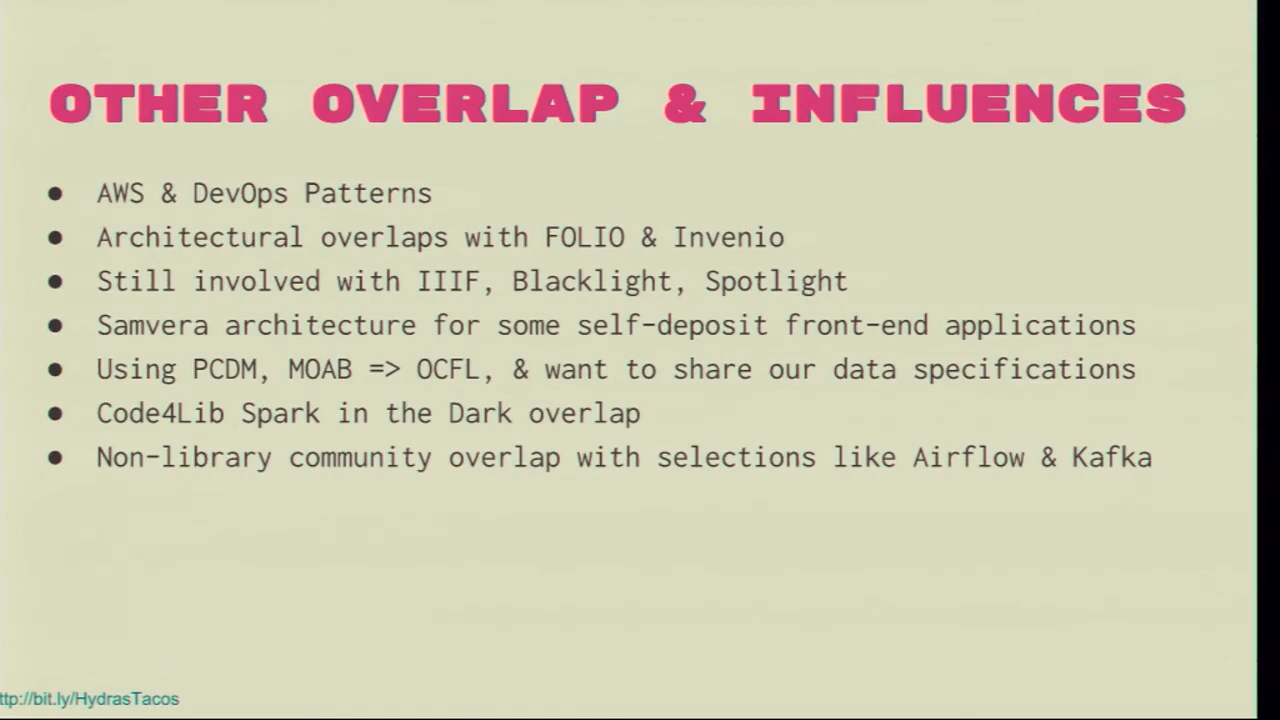 OTHER OVERLAP & INFLUENCES
● AWS & DevOps Patterns
● Architectural overlaps with FOLIO & Invenio
● Still involved with IIIF, Blacklight, Spotlight
● Samvera architecture for some self-deposit front-end applications
● Using PCDM, MOAB => OCFL, & want to share our data specifications
● Code4Lib Spark in the Dark overlap
● Non-library community overlap with selections like Airflow & Kafka
ttp://bit.ly/HydrasTacos